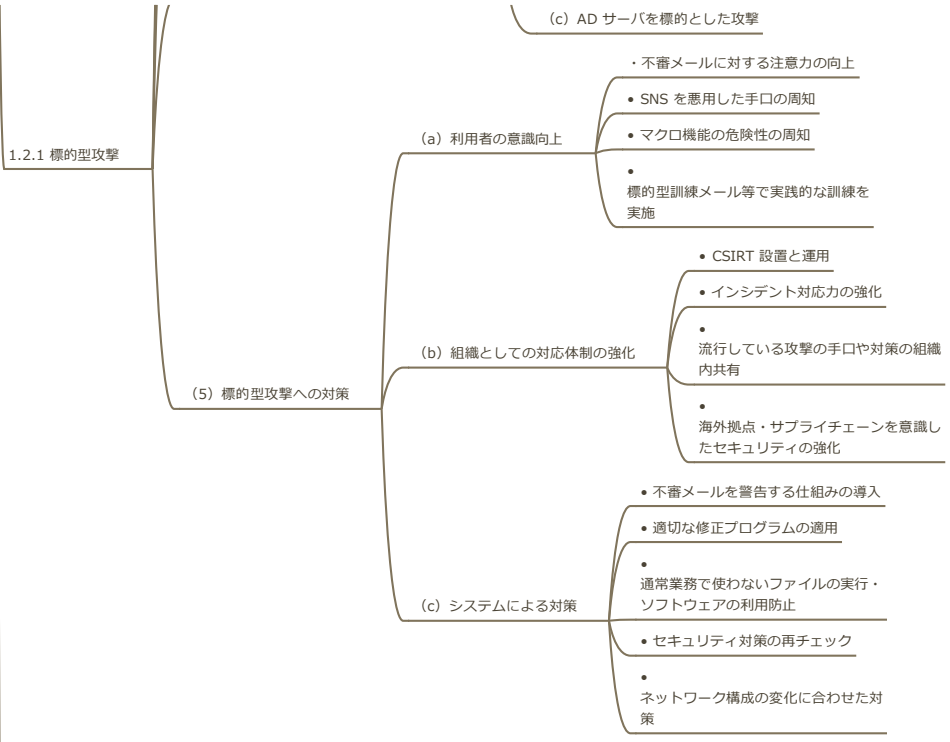 （c）AD サーバを標的とした攻撃
・不審メールに対する注意力の向上
• SNS を悪用した手口の周知
（a）利用者の意識向上
• マクロ機能の危険性の周知
1.2.1 標的型攻撃
•
標的型訓練メール等で実践的な訓練を
実施
• CSIRT 設置と運用
• インシデント対応力の強化
（b）組織としての対応体制の強化
•
流行している攻撃の手口や対策の組織
内共有
（5）標的型攻撃への対策
•
海外拠点・サプライチェーンを意識し
たセキュリティの強化
• 不審メールを警告する仕組みの導入
• 適切な修正プログラムの適用
•
通常業務で使わないファイルの実行・
ソフトウェアの利用防止
（c）システムによる対策
• セキュリティ対策の再チェック
•
ネットワーク構成の変化に合わせた対
策